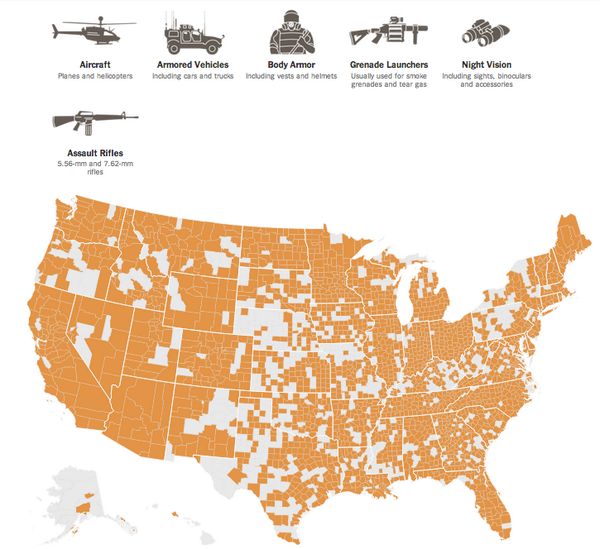 Aircraft
Planes and helicopters
Armored Vehicles
Including cars and trucks
Body Armor
Including vests and helmets
Grenade Launchers
Usually used for smoke
grenades and tear gas
Night Vision
Including sights, binoculars
and accessories
Assault Rifles
5.56-mm and 7.62-mm
rifles